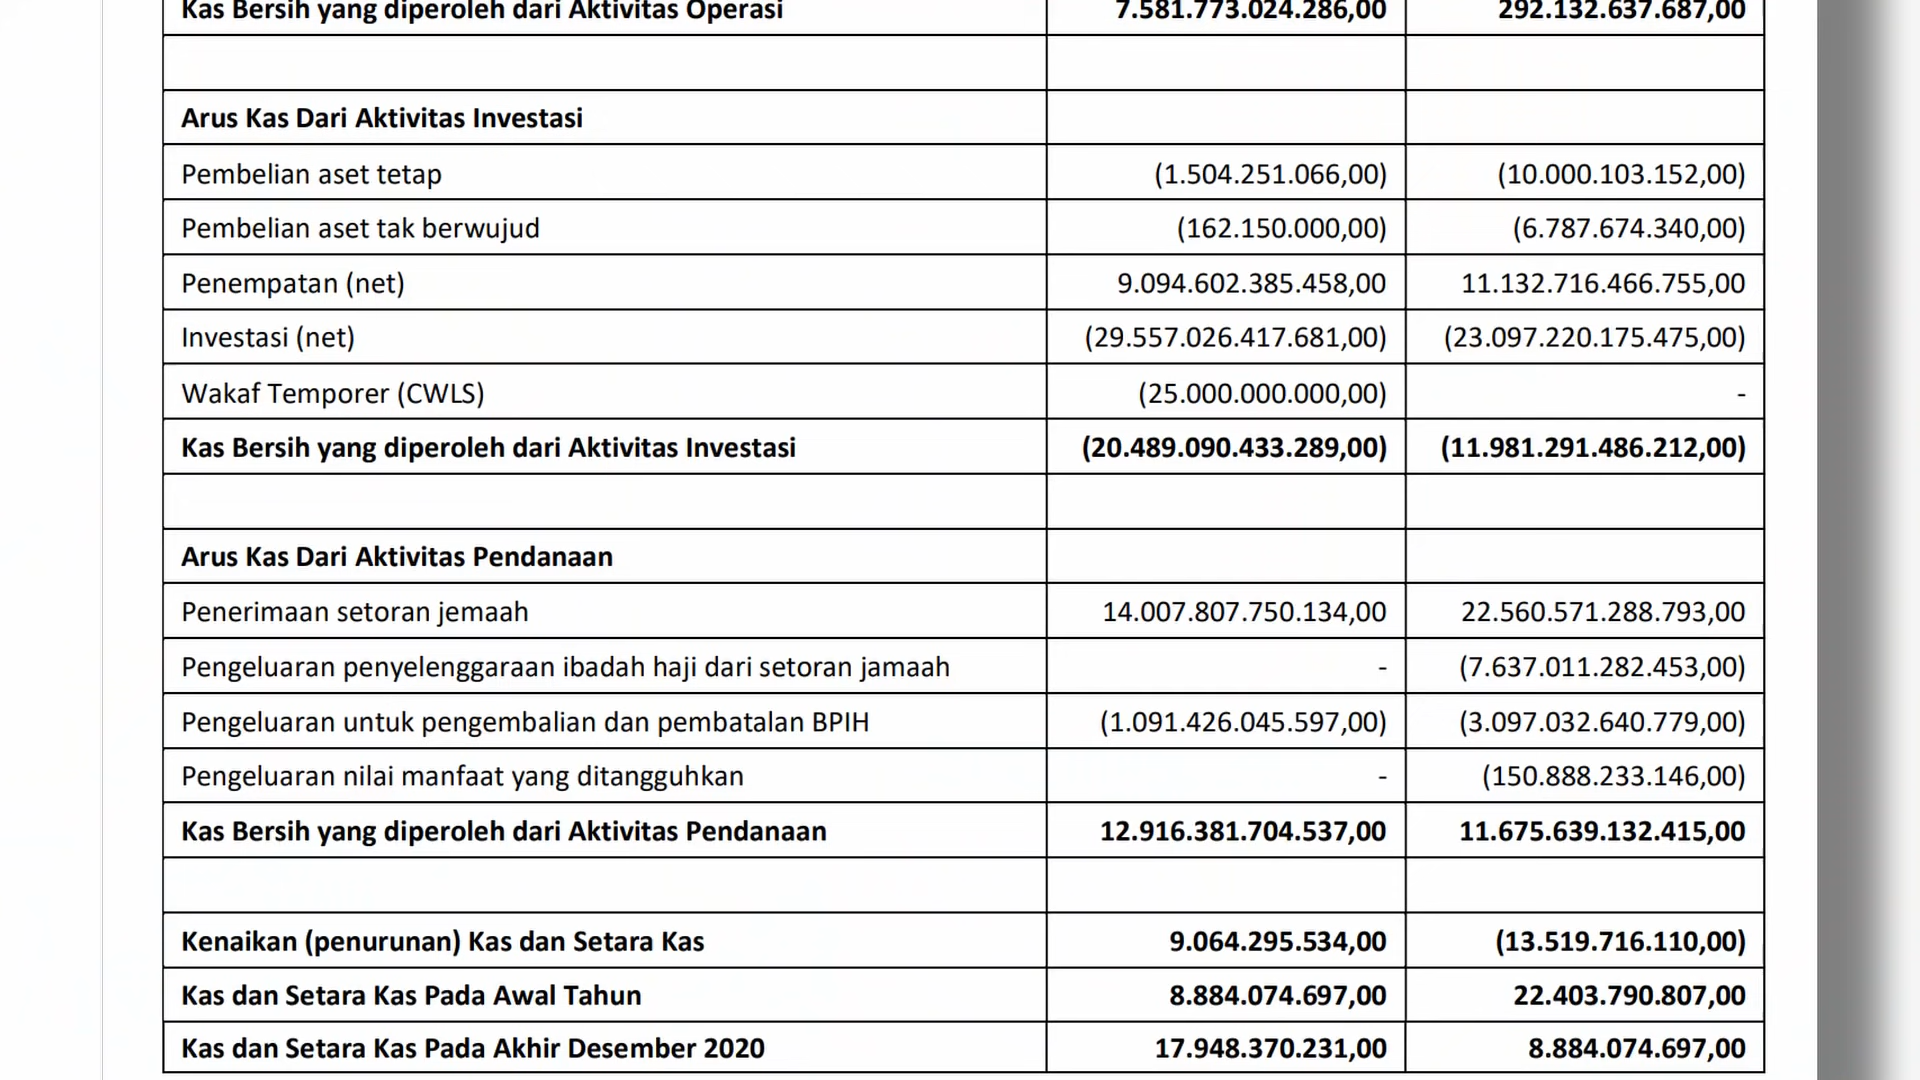 Kas Bersih yang diperoleh dari Aktivitas Operasi 7.581.773.024.286,00 292.132.637.687,00
Arus Kas Dari Aktivitas Investasi
Pembelian aset tetap (1.504.251.066,00) (10.000.103.152,00)
Pembelian aset tak berwujud (162.150.000,00) (6.787.674.340,00)
Penempatan (net) 9.094.602.385.458,00 11.132.716.466.755,00
Investasi (net) (29.557.026.417.681,00) (23.097.220.175.475,00)
Wakaf Temporer (CWLS) (25.000.000.000,00) -
Kas Bersih yang diperoleh dari Aktivitas Investasi (20.489.090.433.289,00) (11.981.291.486.212,00)
Arus Kas Dari Aktivitas Pendanaan
Penerimaan setoran jemaah 14.007.807.750.134,00 22.560.571.288.793,00
Pengeluaran penyelenggaraan ibadah haji dari setoran jamaah - (7.637.011.282.453,00)
Pengeluaran untuk pengembalian dan pembatalan BPIH (1.091.426.045.597,00) (3.097.032.640.779,00)
Pengeluaran nilai manfaat yang ditangguhkan - (150.888.233.146,00)
Kas Bersih yang diperoleh dari Aktivitas Pendanaan 12.916.381.704.537,00 11.675.639.132.415,00
Kenaikan (penurunan) Kas dan Setara Kas 9.064.295.534,00 (13.519.716.110,00)
Kas dan Setara Kas Pada Awal Tahun 8.884.074.697,00 22.403.790.807,00
Kas dan Setara Kas Pada Akhir Desember 2020 17.948.370.231,00 8.884.074.697,00